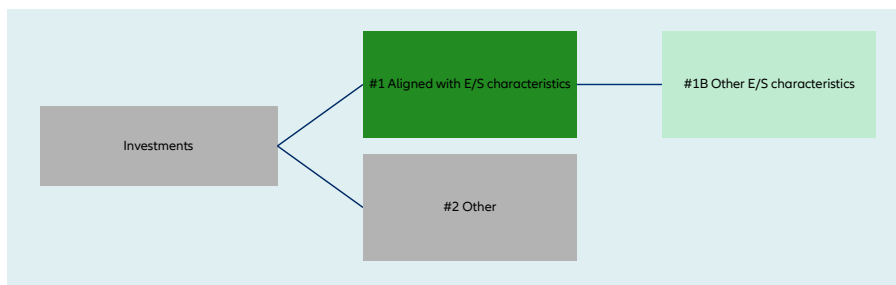 #1 Aligned with E/S characteristics
#1B Other E/S characteristics
Investments
#2 Other